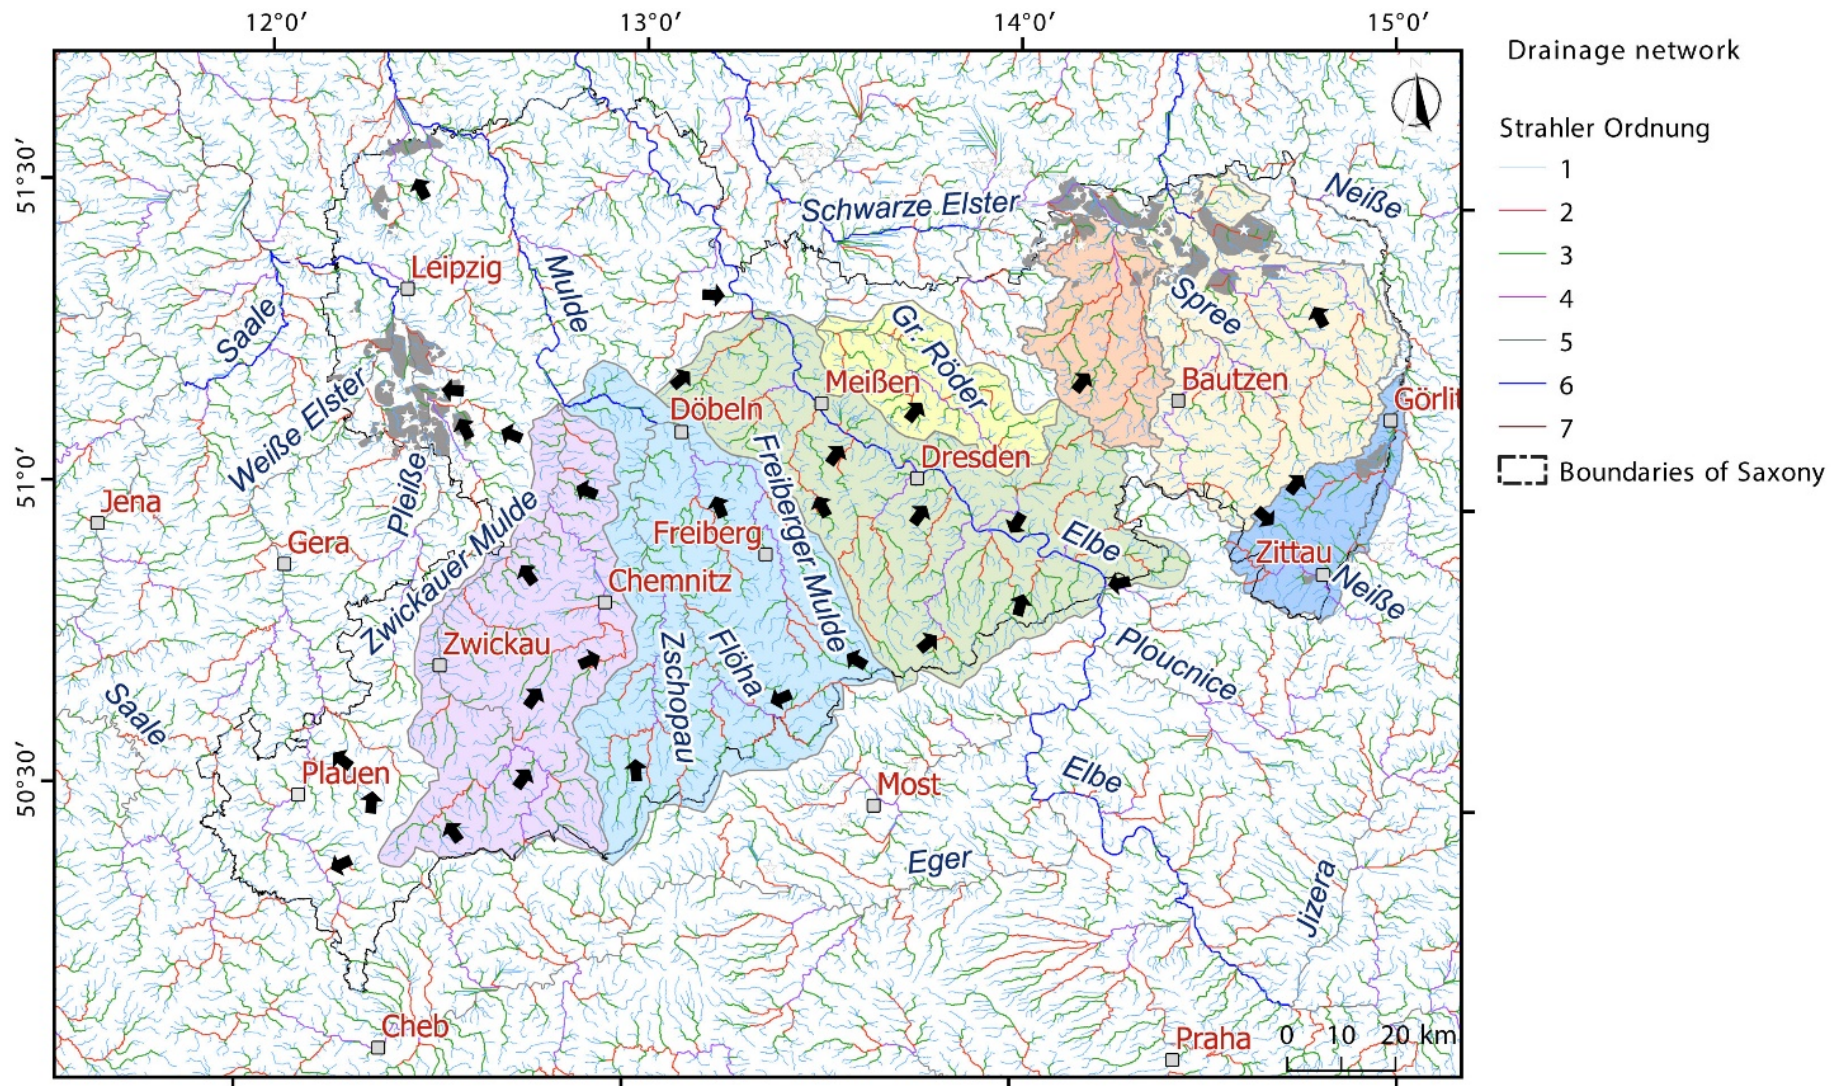 12°0′
13°0′
14°0′
15°0′
Drainage network
N
Strahler Ordnung
1
2
3
4
5
6
7
Boundaries of Saxony
51°30′
51°0′
50°30′
Neiße
Schwarze Elster
Leipzig
Mulde
Saale
Spree
Gr. Röder
Meißen
Bautzen
Görlit
Döbeln
Weiße Elster
Dresden
Freiberger Mulde
Pleiße
Jena
Zwickauer Mulde
Freiberg
Elbe
Gera
Zittau
Chemnitz
Neiße
Zwickau
Zschopau
Flöha
Ploucnice
Saale
Plauen
Most
Elbe
Eger
Jizera
Cheb
Praha
0 10 20 km